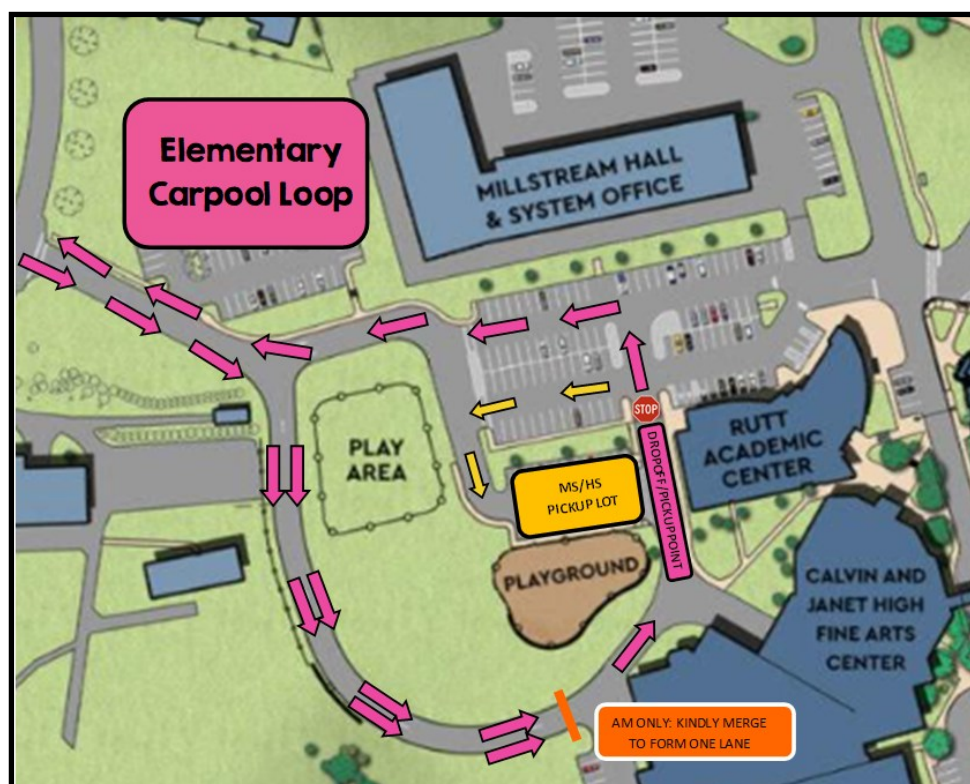 Elementary
Carpool Loop
MILLSTREAM HALL
& SYSTEM OFFICE
STOP
DROPOFF/PICKUP POINT
RUTT
ACADEMIC
CENTER
PLAY
AREA
MS/HS
PICKUP LOT
PLAYGROUND
CALVIN AND
JANET HIGH
FINE ARTS
CENTER
AM ONLY: KINDLY MERGE
TO FORM ONE LANE